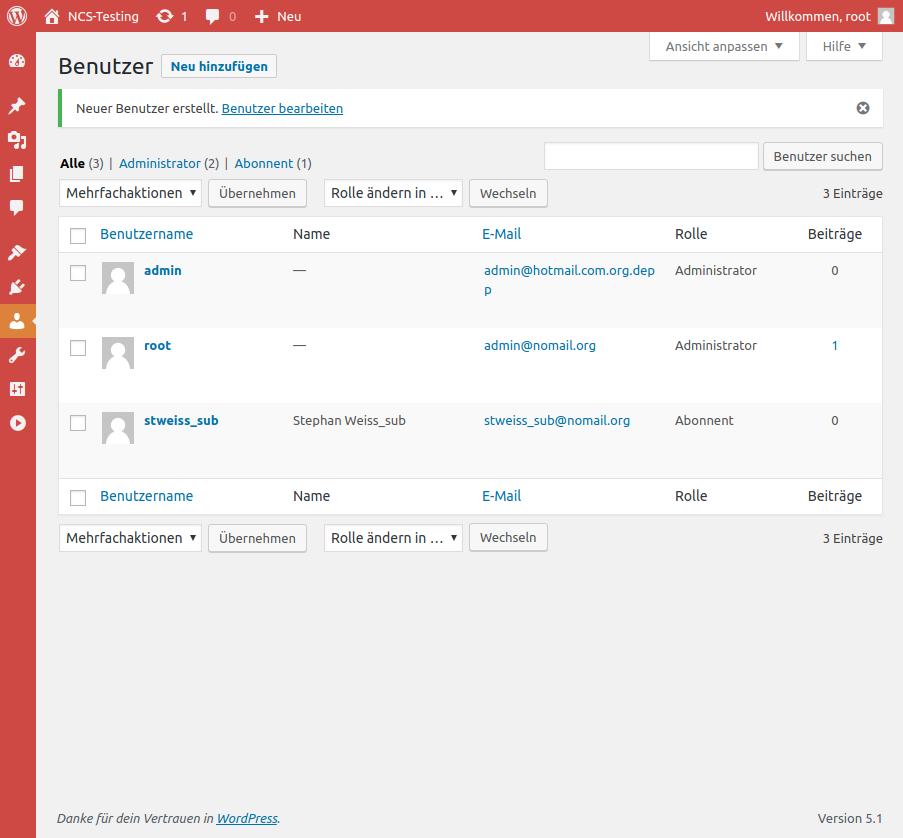 NCS-Testing 1 0 Neu Willkommen, root
Ansicht anpassen Hilfe
Benutzer Neu hinzufügen
Neuer Benutzer erstellt. Benutzer bearbeiten
Alle (3) | Administrator (2) | Abonnent (1) Benutzer suchen
Mehrfachaktionen Übernehmen Rolle ändern in … Wechseln 3 Einträge
Benutzername Name E-Mail Rolle Beiträge
admin — admin@hotmail.com.org.dep Administrator 0
p
root — admin@nomail.org Administrator 1
stweiss_sub Stephan Weiss_sub stweiss_sub@nomail.org Abonnent 0
Benutzername Name E-Mail Rolle Beiträge
Mehrfachaktionen Übernehmen Rolle ändern in … Wechseln 3 Einträge
Danke für dein Vertrauen in WordPress. Version 5.1